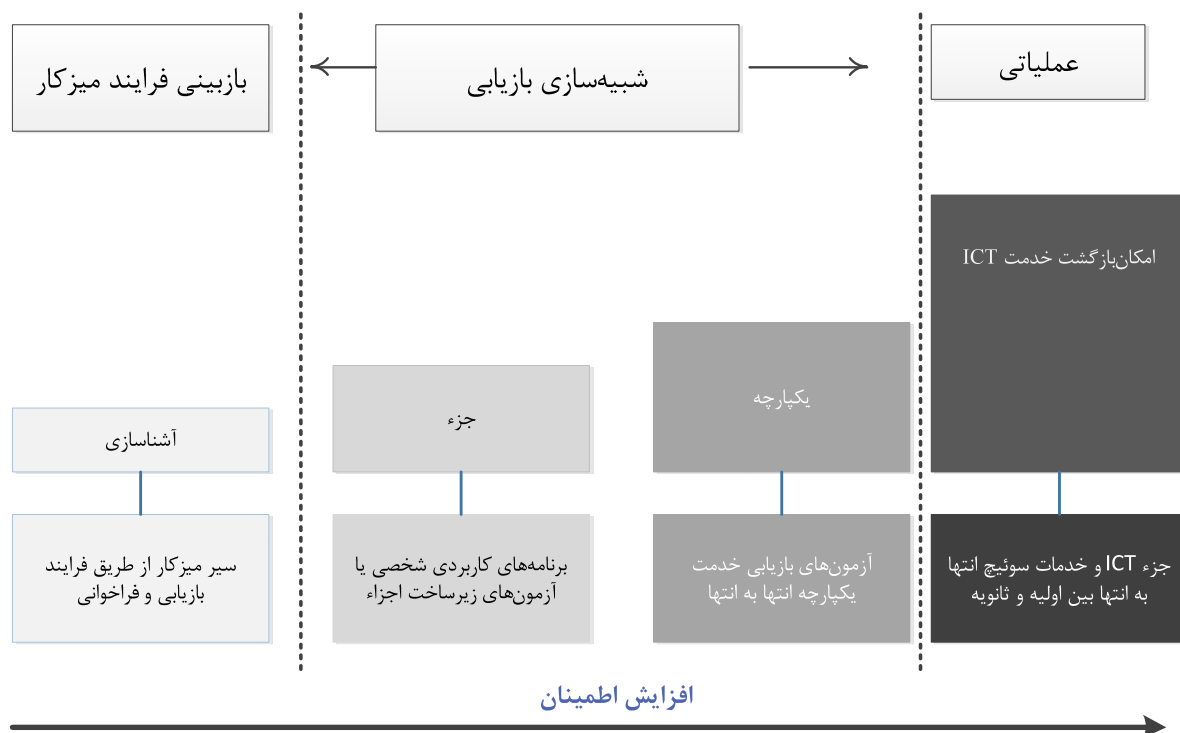 عملیاتی
شبیه‌سازی بازیابی
بازبینی فرایند میزکار
امکان‌بازگشت خدمت ICT
یکپارچه
جزء
آشناسازی
جزء ICT و خدمات سوئیچ انتها
به انتها بین اولیه و ثانویه
آزمون‌های بازیابی خدمت
یکپارچه انتها به انتها
برنامه‌های کاربردی شخصی یا
آزمون‌های زیرساخت اجزاء
سیر میزکار از طریق فرایند
بازیابی و فراخوانی
افزایش اطمینان